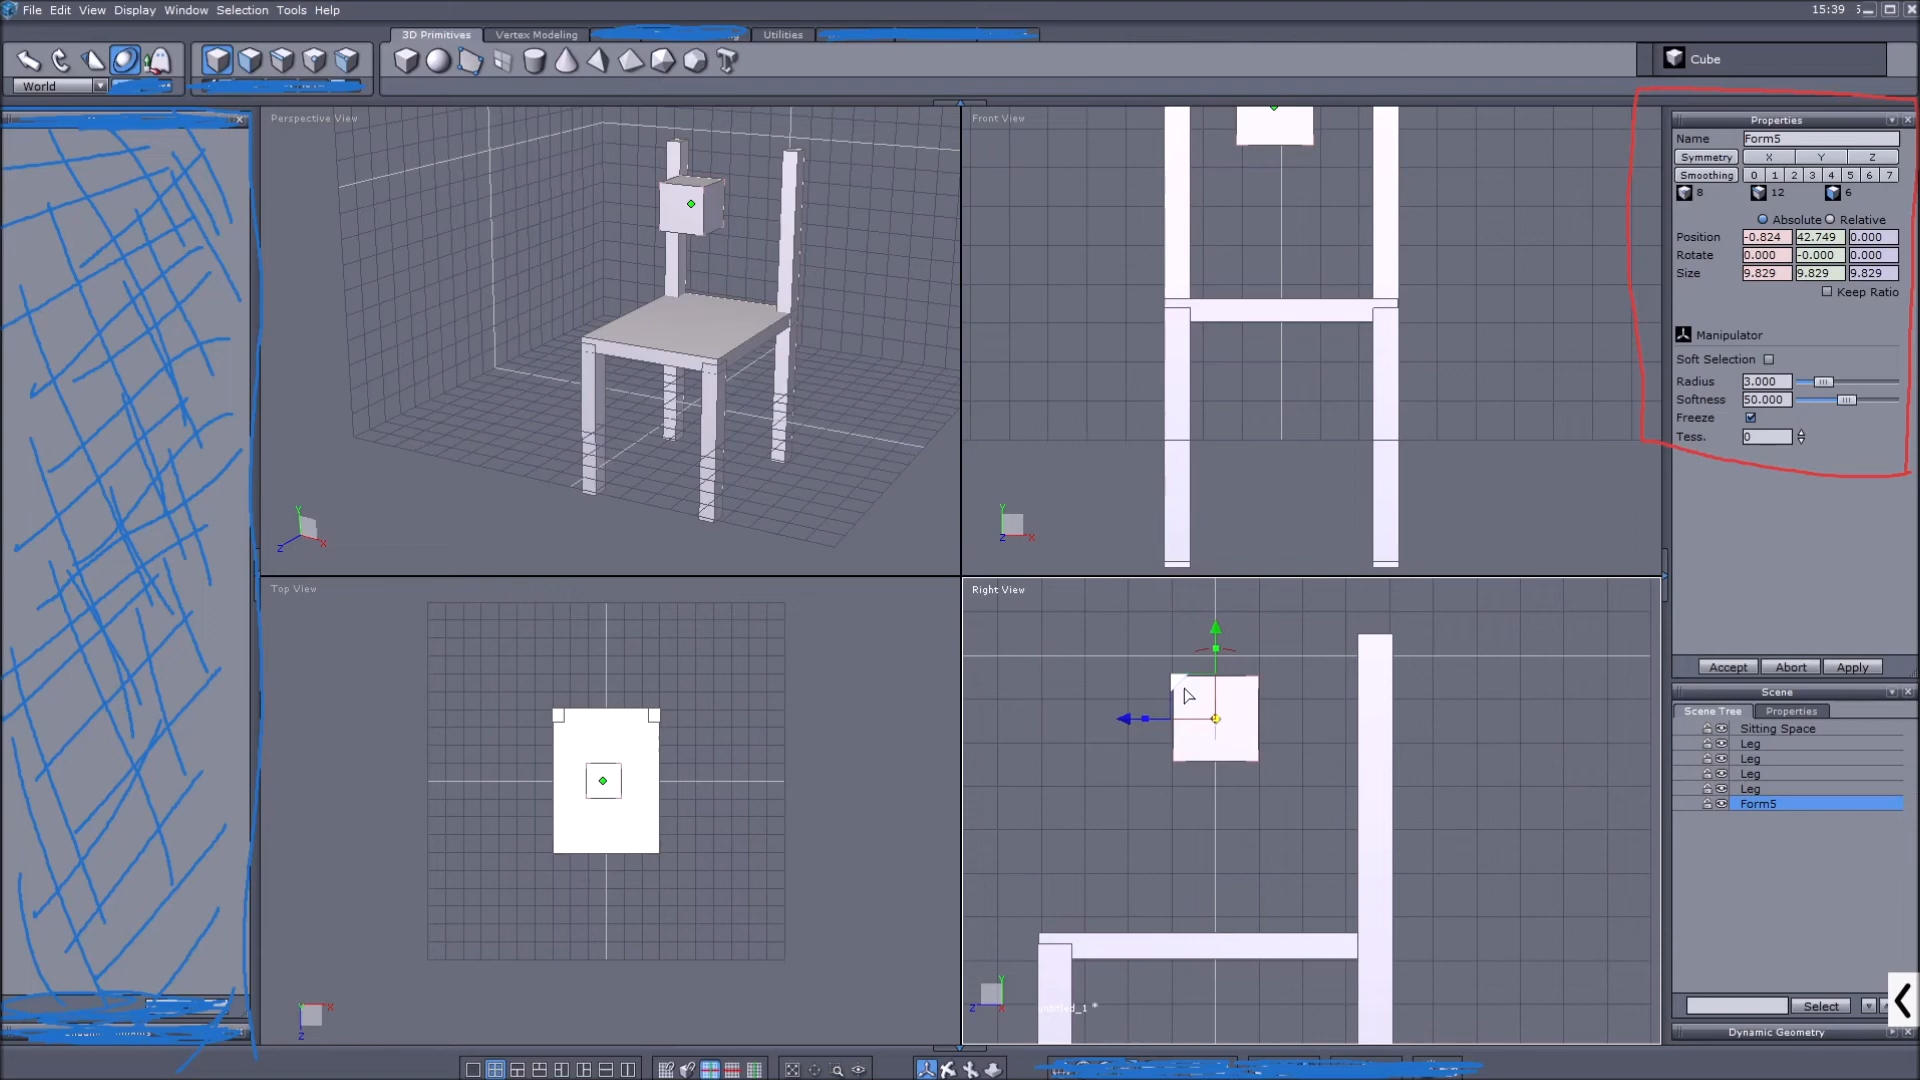 File Edit View Display Window Selection Tools Help
15:39
3D Primitives Vertex Modeling Utilities
World
Cube
Perspective View
Front View
Top View
Right View
Properties
Name Form5
Symmetry X Y Z
Smoothing 0 1 2 3 4 5 6 7
8 12 6
Absolute Relative
Position -0.824 42.749 0.000
Rotate 0.000 -0.000 0.000
Size 9.829 9.829 9.829
Keep Ratio
Manipulator
Soft Selection
Radius 3.000
Softness 50.000
Freeze
Tess. 0
Accept Abort Apply
Scene
Scene Tree Properties
Sitting Space
Leg
Leg
Leg
Leg
Form5
Select
Dynamic Geometry
Y
Z X
Y
Z X
X
Z
Y
Z X
untitled_1 *